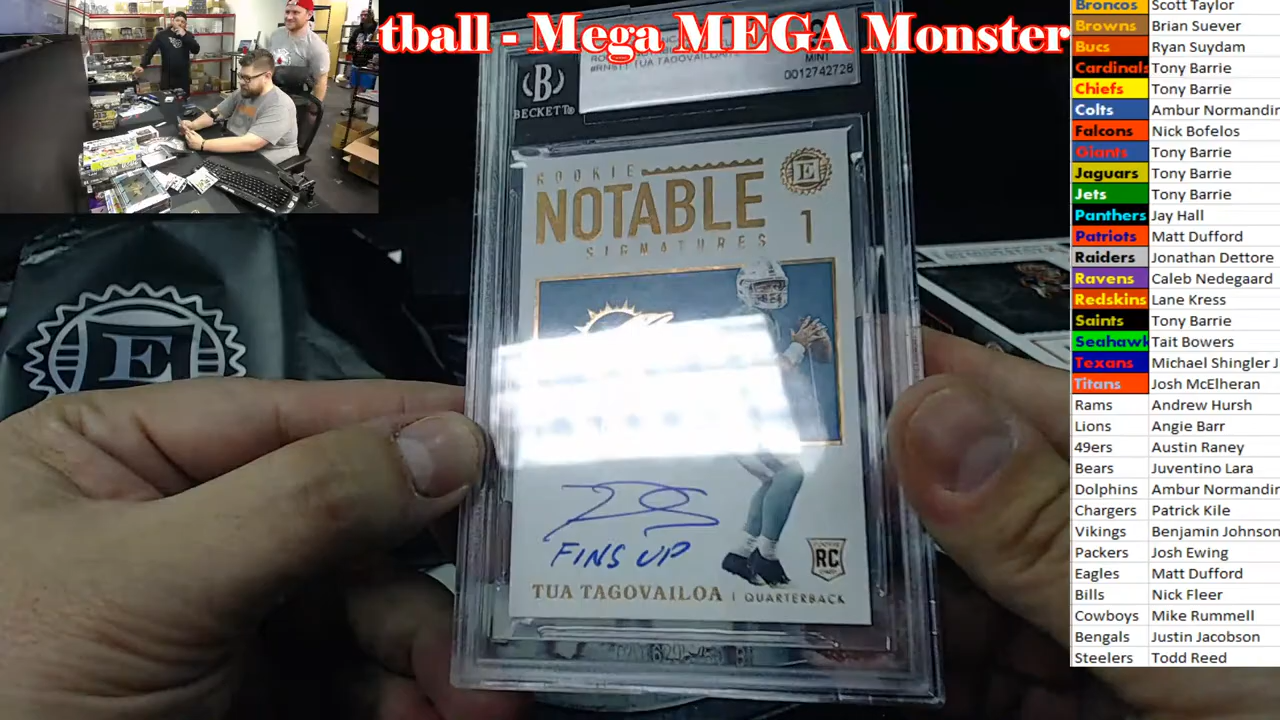 tball - Mega MEGA Monster
B
BECKETT
MINT
#RNSTT TUA TAGOVAILOA
0012742728
ROOKIE
NOTABLE
SIGNATURES
E
1
FINS UP
ROOKIE
RC
TUA TAGOVAILOA | QUARTERBACK
E
Broncos Scott Taylor
Browns Brian Suever
Bucs Ryan Suydam
Cardinals Tony Barrie
Chiefs Tony Barrie
Colts Ambur Normandin
Falcons Nick Bofelos
Giants Tony Barrie
Jaguars Tony Barrie
Jets Tony Barrie
Panthers Jay Hall
Patriots Matt Dufford
Raiders Jonathan Dettore
Ravens Caleb Nedegaard
Redskins Lane Kress
Saints Tony Barrie
Seahawk Tait Bowers
Texans Michael Shingler J
Titans Josh McElheran
Rams Andrew Hursh
Lions Angie Barr
49ers Austin Raney
Bears Juventino Lara
Dolphins Ambur Normandin
Chargers Patrick Kile
Vikings Benjamin Johnson
Packers Josh Ewing
Eagles Matt Dufford
Bills Nick Fleer
Cowboys Mike Rummell
Bengals Justin Jacobson
Steelers Todd Reed